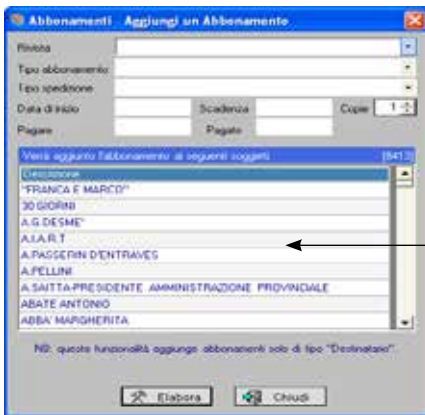 Abbonamenti Aggiungi un Abbonamento
Rivista
Tipo abbonamento
Tipo spedizione
Data di inizio Scadenza Copie 1
Pagare Pagato
Verrà aggiunto l'abbonamento ai seguenti soggetti [8413]
Descrizione
"FRANCA E MARCO"
30 GIORNI
A.G.DESME'
A.I.A.R.T
A.PASSERIN D'ENTRAVES
A.PELLINI
A.SAITTA-PRESIDENTE AMMINISTRAZIONE PROVINCIALE
ABATE ANTONIO
ABBA' MARGHERITA
NB: questa funzionalità aggiunge abbonamenti solo di tipo "Destinatario".
Elabora Chiudi